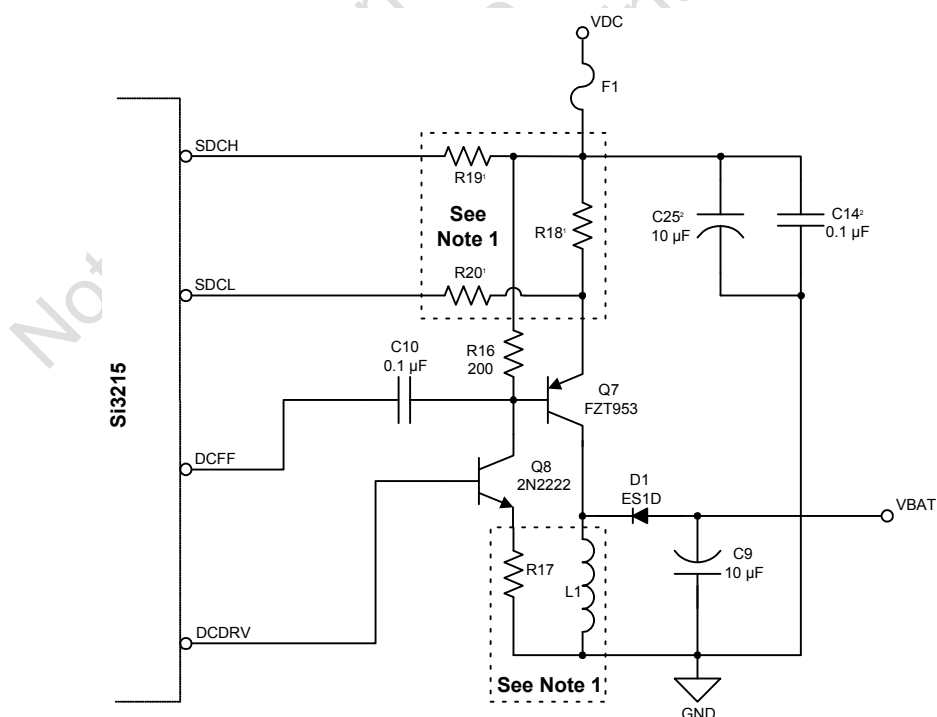 VDC
F1
SDCH
R19¹
See
Note 1
R18¹
C25²
10 µF
C14²
0.1 µF
R20¹
SDCL
C10
0.1 µF
R16
200
Q7
FZT953
Si3215
DCFF
Q8
2N2222
D1
ES1D
VBAT
R17
L1
C9
10 µF
DCDRV
See Note 1
GND
Not